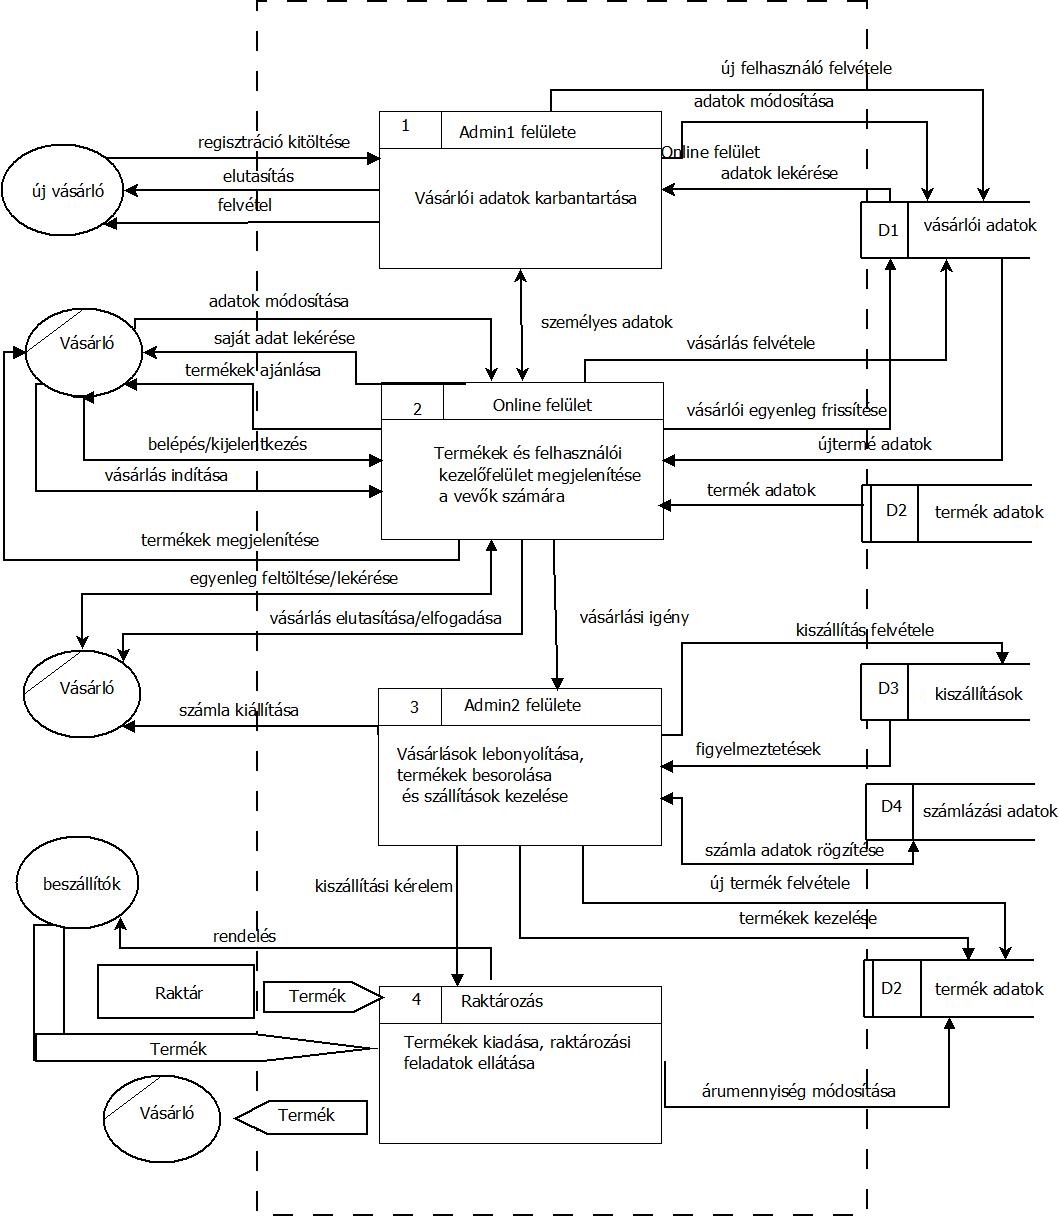 új felhasználó felvétele
adatok módosítása
1
Admin1 felülete
regisztráció kitöltése
Online felület
adatok lekérése
elutasítás
új vásárló
Vásárlói adatok karbantartása
felvétel
D1
vásárlói adatok
adatok módosítása
személyes adatok
saját adat lekérése
Vásárló
vásárlás felvétele
termékek ajánlása
2
Online felület
vásárlói egyenleg frissítése
belépés/kijelentkezés
újtermé adatok
Termékek és felhasználói
kezelőfelület megjelenítése
a vevők számára
vásárlás indítása
termék adatok
D2
termék adatok
termékek megjelenítése
egyenleg feltöltése/lekérése
vásárlás elutasítása/elfogadása
vásárlási igény
kiszállítás felvétele
Vásárló
D3
kiszállítások
számla kiállítása
3
Admin2 felülete
figyelmeztetések
Vásárlások lebonyolítása,
termékek besorolása
és szállítások kezelése
D4
számlázási adatok
számla adatok rögzítése
beszállítók
kiszállítási kérelem
új termék felvétele
termékek kezelése
rendelés
Raktár
Termék
4
Raktározás
D2
termék adatok
Termék
Termékek kiadása, raktározási
feladatok ellátása
árumennyiség módosítása
Vásárló
Termék